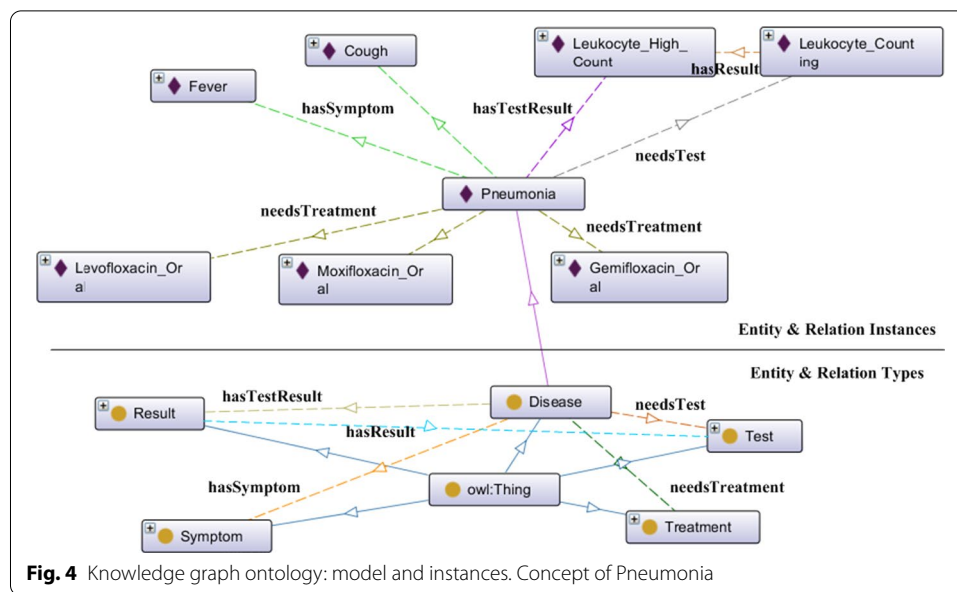 Cough
Leukocyte_High_
Count
Leukocyte_Count
ing
hasResult
Fever
hasSymptom
hasTestResult
needsTest
Pneumonia
needsTreatment
needsTreatment
Levofloxacin_Or
al
Moxifloxacin_Or
al
Gemifloxacin_Or
al
Entity & Relation Instances
Entity & Relation Types
hasTestResult
Disease
needsTest
Result
hasResult
Test
hasSymptom
owl:Thing
needsTreatment
Symptom
Treatment
Fig. 4 Knowledge graph ontology: model and instances. Concept of Pneumonia